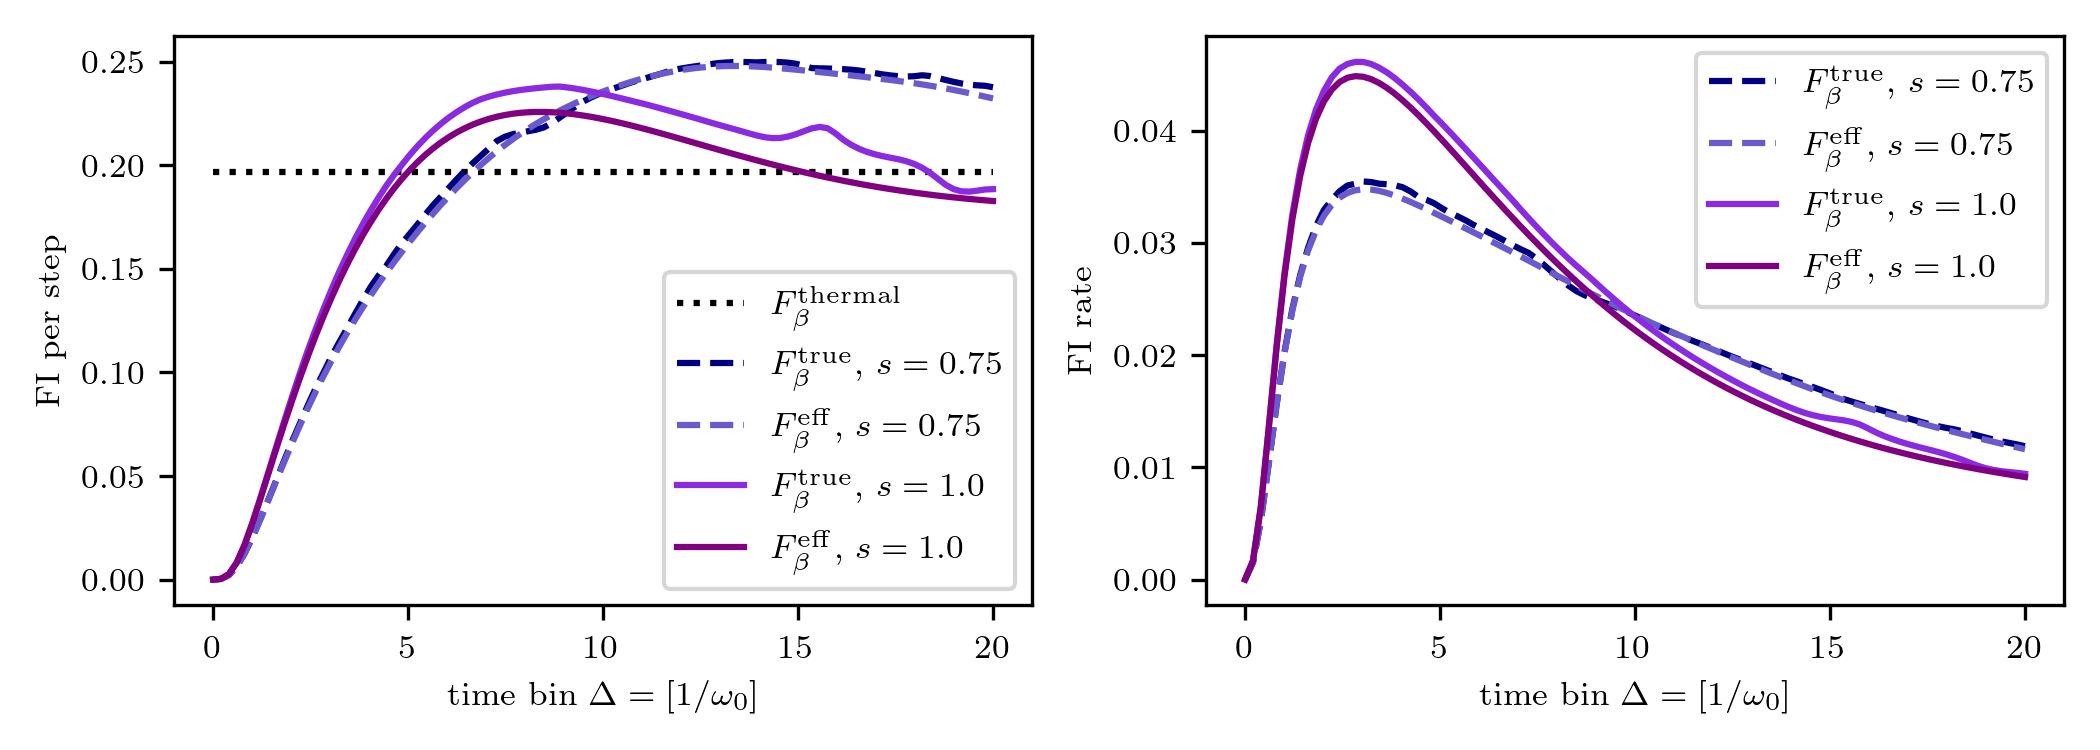 FI per step
0.25
0.20
0.15
0.10
0.05
0.00
0
5
10
15
20
time bin Δ = [1/ω₀]
F_β^thermal
F_β^true, s = 0.75
F_β^eff, s = 0.75
F_β^true, s = 1.0
F_β^eff, s = 1.0
FI rate
0.04
0.03
0.02
0.01
0.00
0
5
10
15
20
time bin Δ = [1/ω₀]
F_β^true, s = 0.75
F_β^eff, s = 0.75
F_β^true, s = 1.0
F_β^eff, s = 1.0